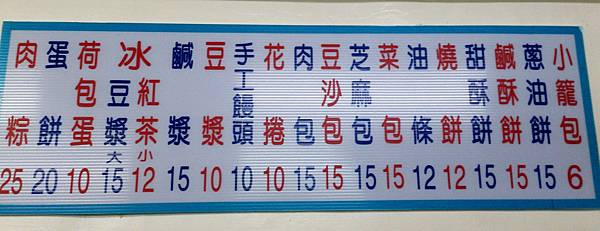 小籠包 6
蔥油餅 15
鹹酥餅 15
甜酥餅 15
燒餅 12
油條 12
菜包 15
芝麻包 15
豆沙包 15
肉包 15
花捲 10
手工饅頭 10
豆漿 10
鹹漿 15
冰
紅茶小 12
豆漿大 15
荷包蛋 10
蛋餅 20
肉粽 25